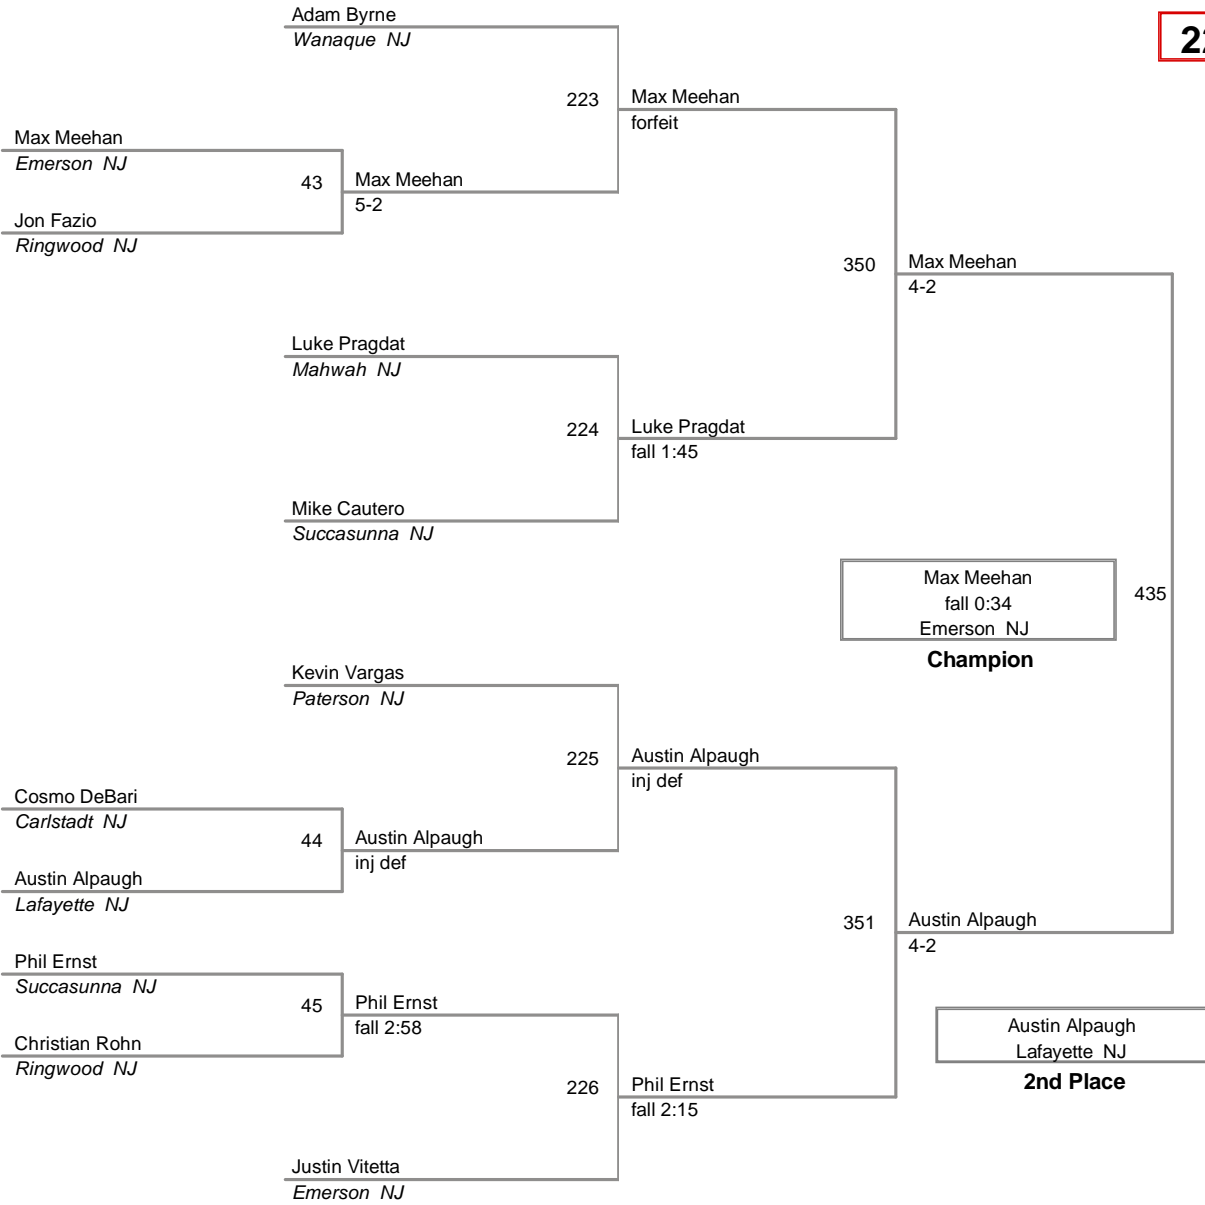 Adam Byrne
Wanaque NJ
223
Max Meehan
forfeit
Max Meehan
Emerson NJ
43
Max Meehan
5-2
Jon Fazio
Ringwood NJ
350
Max Meehan
4-2
Luke Pragdat
Mahwah NJ
224
Luke Pragdat
fall 1:45
Mike Cautero
Succasunna NJ
Max Meehan
fall 0:34
Emerson NJ
Champion
435
Kevin Vargas
Paterson NJ
225
Austin Alpaugh
inj def
Cosmo DeBari
Carlstadt NJ
44
Austin Alpaugh
inj def
Austin Alpaugh
Lafayette NJ
351
Austin Alpaugh
4-2
Phil Ernst
Succasunna NJ
45
Phil Ernst
fall 2:58
Christian Rohn
Ringwood NJ
Austin Alpaugh
Lafayette NJ
2nd Place
226
Phil Ernst
fall 2:15
Justin Vitetta
Emerson NJ